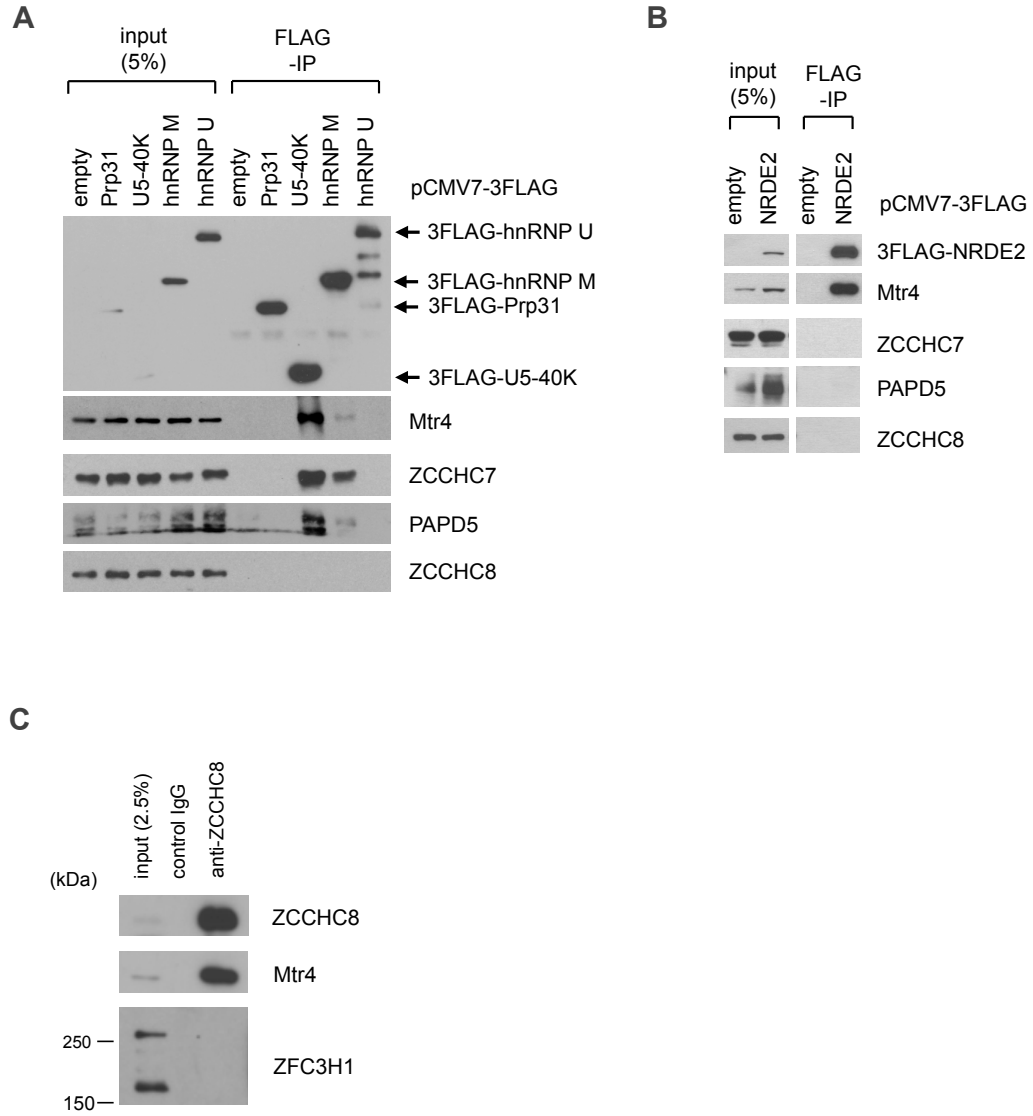 A
input
(5%)
FLAG
-IP
empty
Prp31
U5-40K
hnRNP M
hnRNP U
empty
Prp31
U5-40K
hnRNP M
hnRNP U
pCMV7-3FLAG
3FLAG-hnRNP U
3FLAG-hnRNP M
3FLAG-Prp31
3FLAG-U5-40K
Mtr4
ZCCHC7
PAPD5
ZCCHC8
B
input
(5%)
FLAG
-IP
empty
NRDE2
empty
NRDE2
pCMV7-3FLAG
3FLAG-NRDE2
Mtr4
ZCCHC7
PAPD5
ZCCHC8
C
input (2.5%)
control IgG
anti-ZCCHC8
(kDa)
ZCCHC8
Mtr4
250
ZFC3H1
150